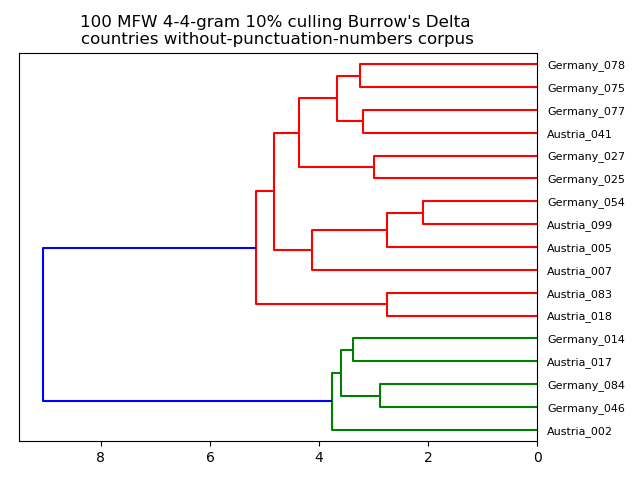 100 MFW 4-4-gram 10% culling Burrow's Delta
countries without-punctuation-numbers corpus
Germany_078
Germany_075
Germany_077
Austria_041
Germany_027
Germany_025
Germany_054
Austria_099
Austria_005
Austria_007
Austria_083
Austria_018
Germany_014
Austria_017
Germany_084
Germany_046
Austria_002
8 6 4 2 0